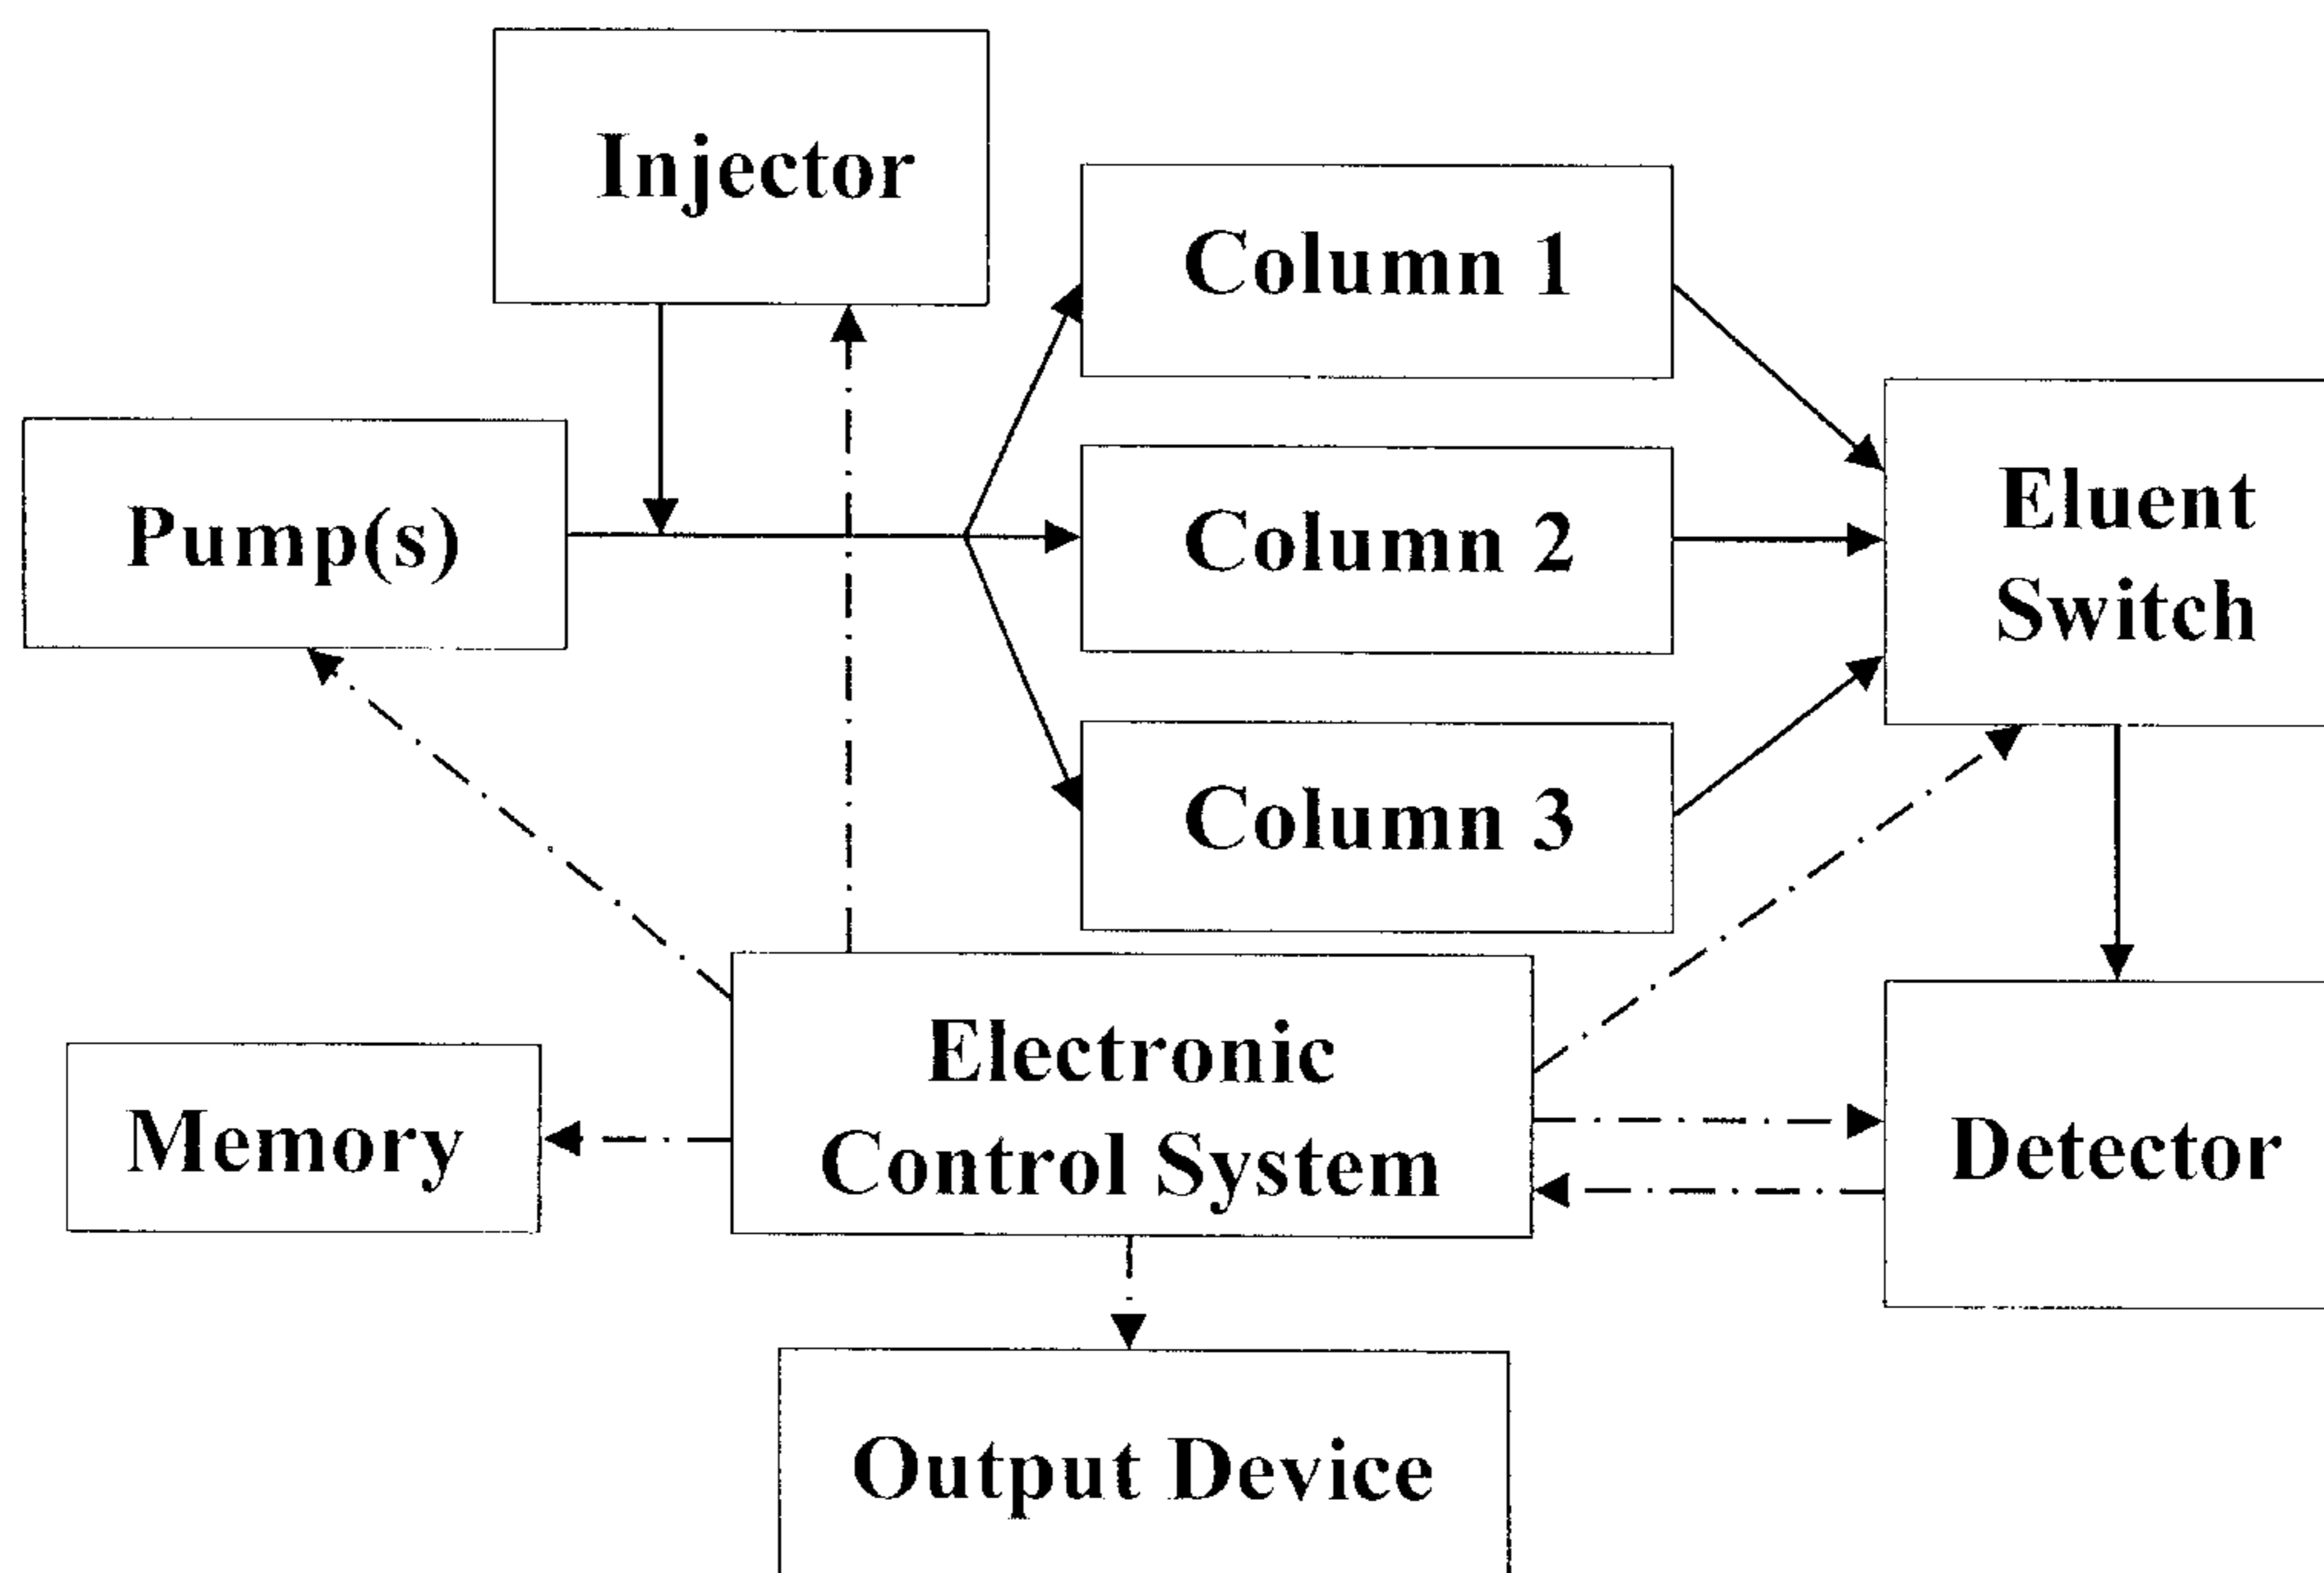 Injector
Column 1
Pump(s)
Column 2
Eluent
Switch
Column 3
Electronic
Control System
Memory
Detector
Output Device